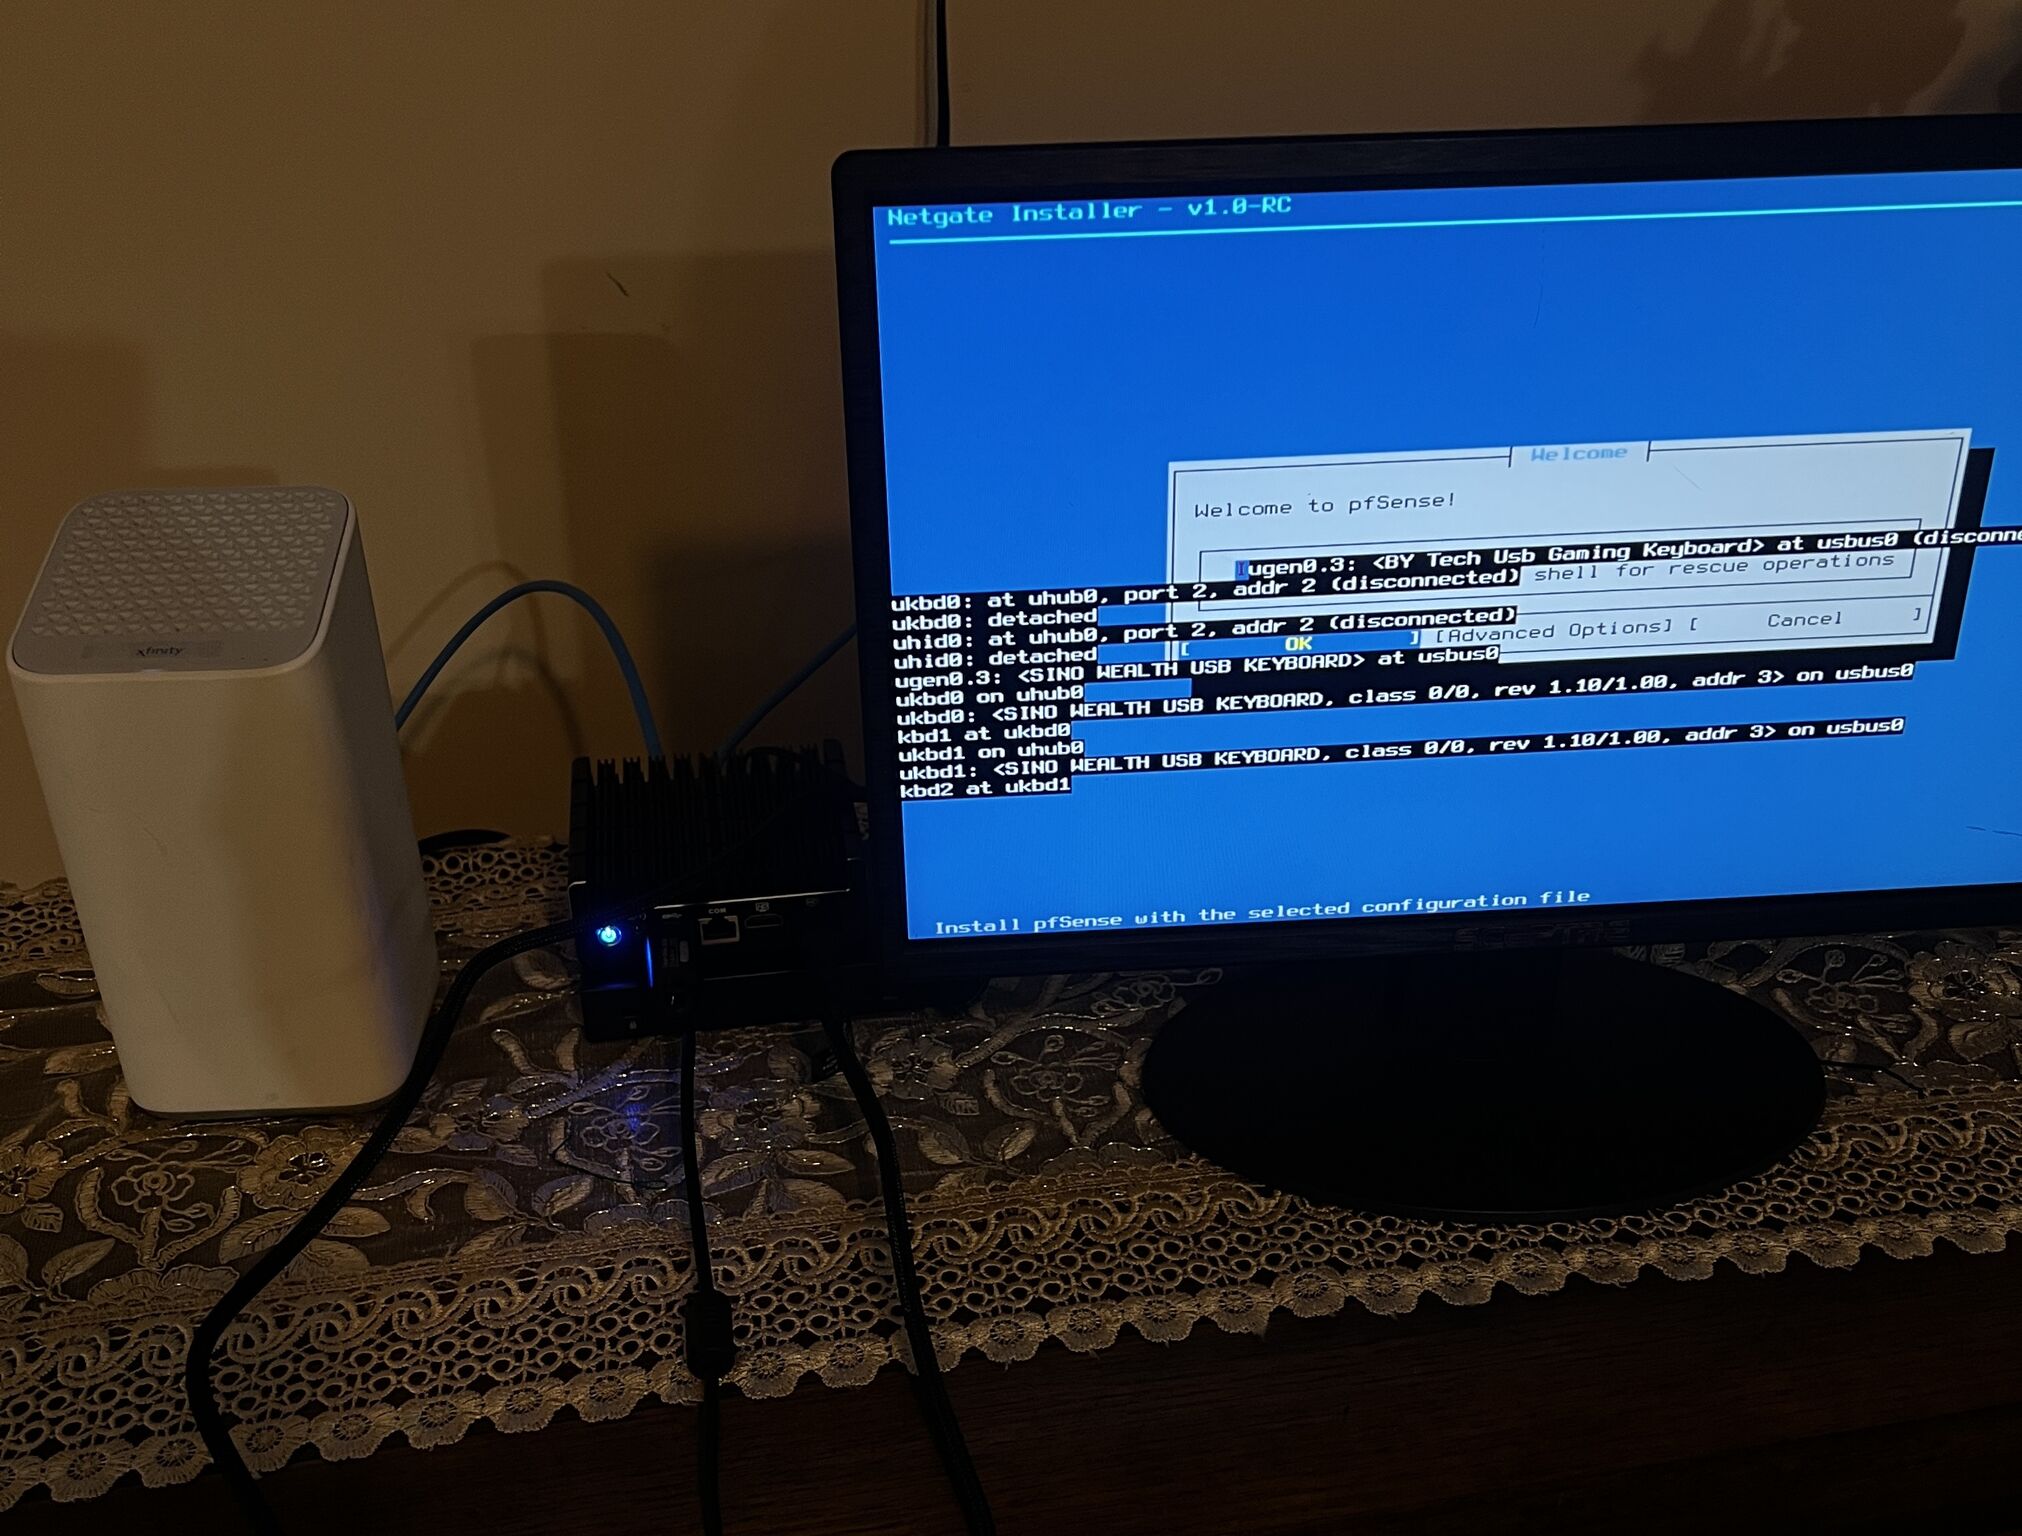 Netgate Installer - v1.0-RC
Welcome
Welcome to pfSense!
ugen0.3: <BY Tech Usb Gaming Keyboard> at usbus0 (disconne
ukbd0: at uhub0, port 2, addr 2 (disconnected) shell for rescue operations
ukbd0: detached
uhid0: at uhub0, port 2, addr 2 (disconnected)
uhid0: detached [ OK ] [Advanced Options] [ Cancel ]
ugen0.3: <SINO WEALTH USB KEYBOARD> at usbus0
ukbd0 on uhub0
ukbd0: <SINO WEALTH USB KEYBOARD, class 0/0, rev 1.10/1.00, addr 3> on usbus0
kbd1 at ukbd0
ukbd1 on uhub0
ukbd1: <SINO WEALTH USB KEYBOARD, class 0/0, rev 1.10/1.00, addr 3> on usbus0
kbd2 at ukbd1
Install pfSense with the selected configuration file
SCEPTRE
xfinity
COM